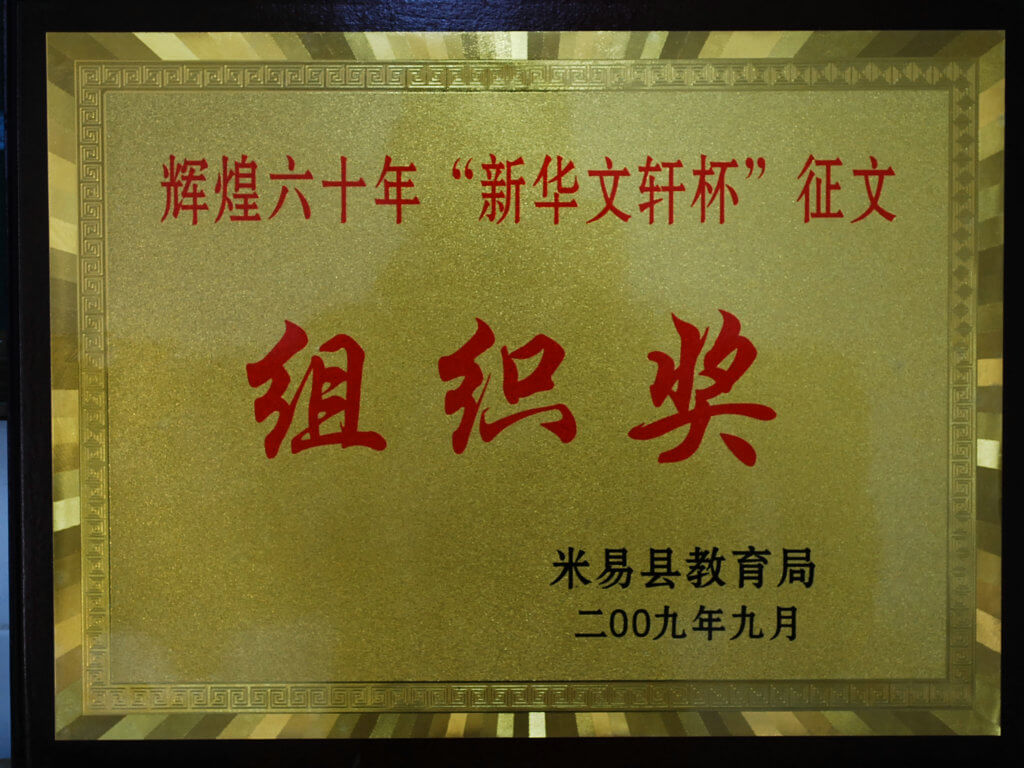 辉煌六十年“新华文轩杯”征文
组织奖
米易县教育局
二00九年九月